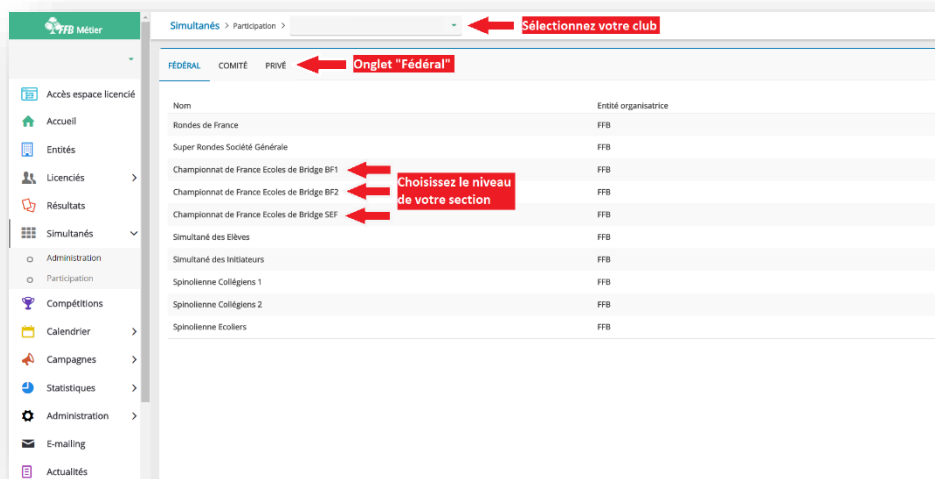 FFB Métier
Simultanés > Participation >
Sélectionnez votre club
FÉDÉRAL COMITÉ PRIVÉ
Onglet "Fédéral"
Accès espace licencié
Accueil
Entités
Licenciés
Résultats
Simultanés
Administration
Participation
Compétitions
Calendrier
Campagnes
Statistiques
Administration
E-mailing
Actualités
Nom Entité organisatrice
Rondes de France FFB
Super Rondes Société Générale FFB
Championnat de France Ecoles de Bridge BF1 FFB
Championnat de France Ecoles de Bridge BF2 FFB
Championnat de France Ecoles de Bridge SEF FFB
Choisissez le niveau
de votre section
Simultané des Elèves FFB
Simultané des Initiateurs FFB
Spinolienne Collégiens 1 FFB
Spinolienne Collégiens 2 FFB
Spinolienne Ecoliers FFB